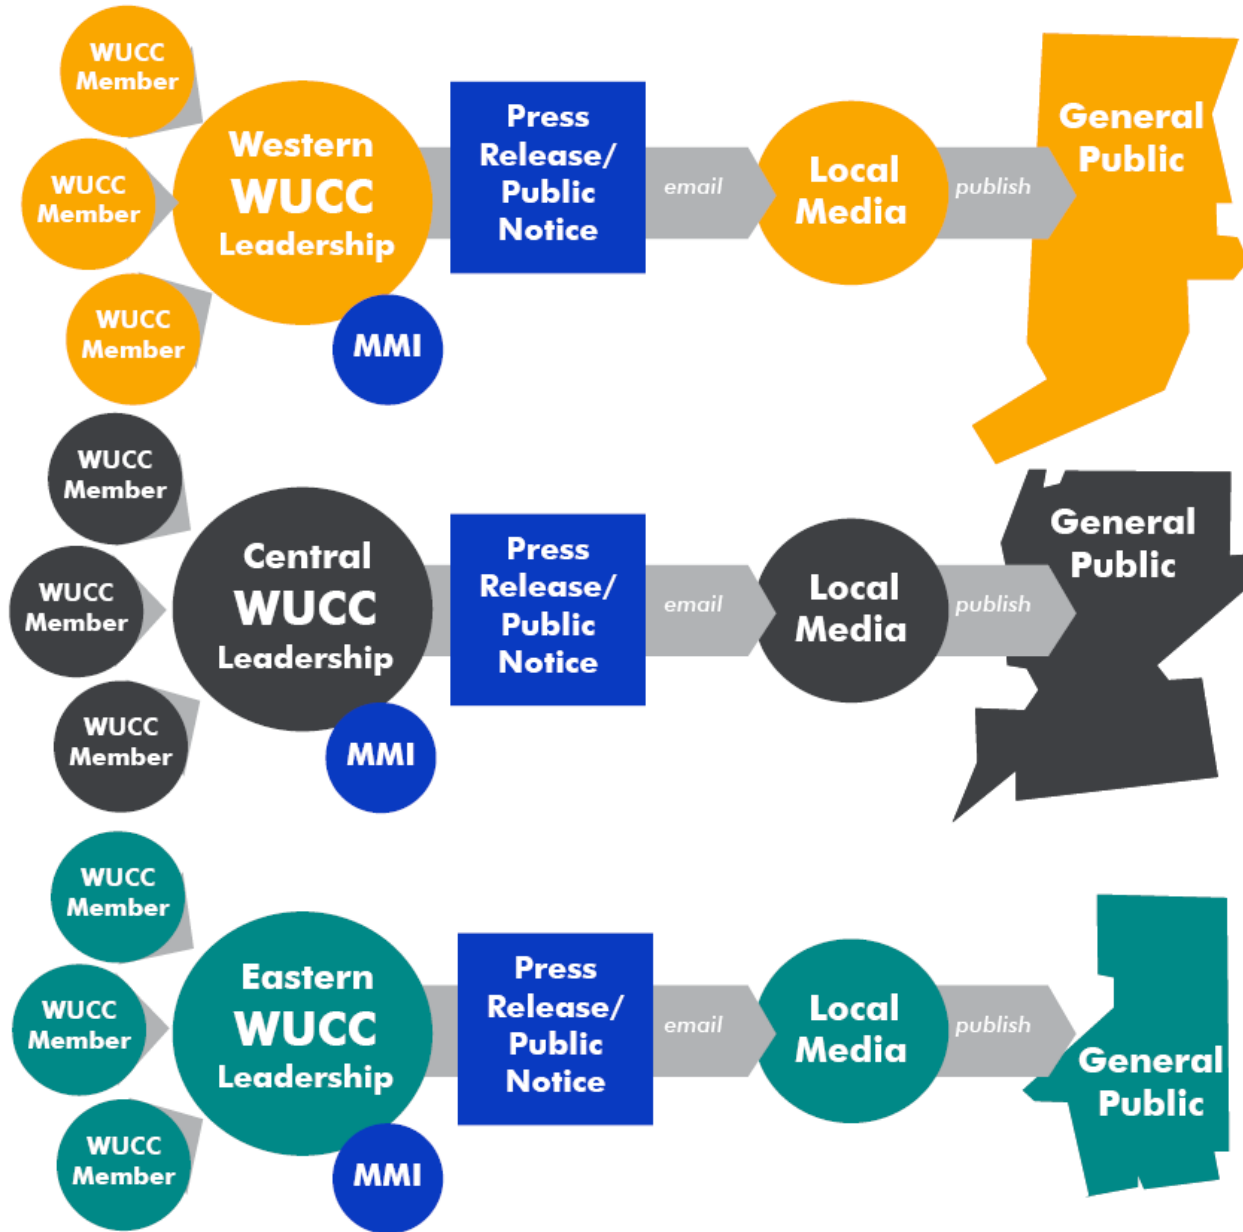 WUCC
Member
WUCC
Member
WUCC
Member
Western
WUCC
Leadership
MMI
Press
Release/
Public
Notice
email
Local
Media
publish
General
Public
WUCC
Member
WUCC
Member
WUCC
Member
Central
WUCC
Leadership
MMI
Press
Release/
Public
Notice
email
Local
Media
publish
General
Public
WUCC
Member
WUCC
Member
WUCC
Member
Eastern
WUCC
Leadership
MMI
Press
Release/
Public
Notice
email
Local
Media
publish
General
Public